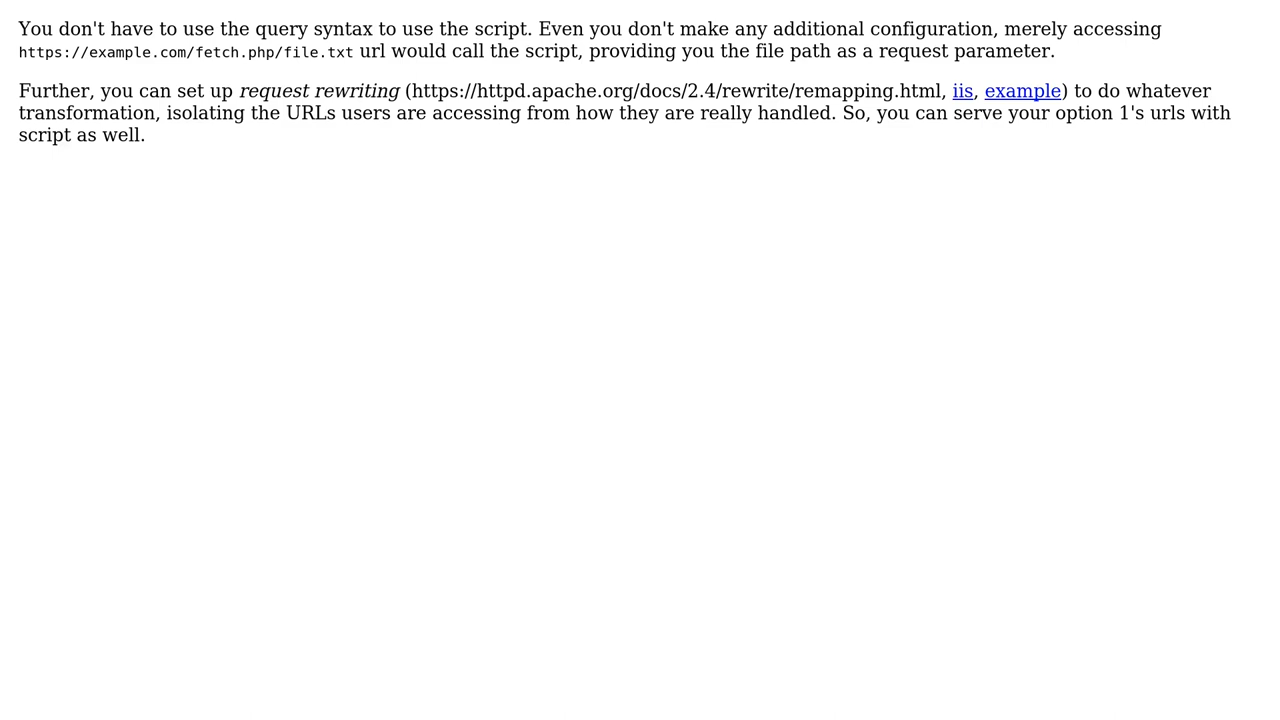 You don't have to use the query syntax to use the script. Even you don't make any additional configuration, merely accessing
https://example.com/fetch.php/file.txt url would call the script, providing you the file path as a request parameter.
Further, you can set up request rewriting (https://httpd.apache.org/docs/2.4/rewrite/remapping.html, iis, example) to do whatever
transformation, isolating the URLs users are accessing from how they are really handled. So, you can serve your option 1's urls with
script as well.